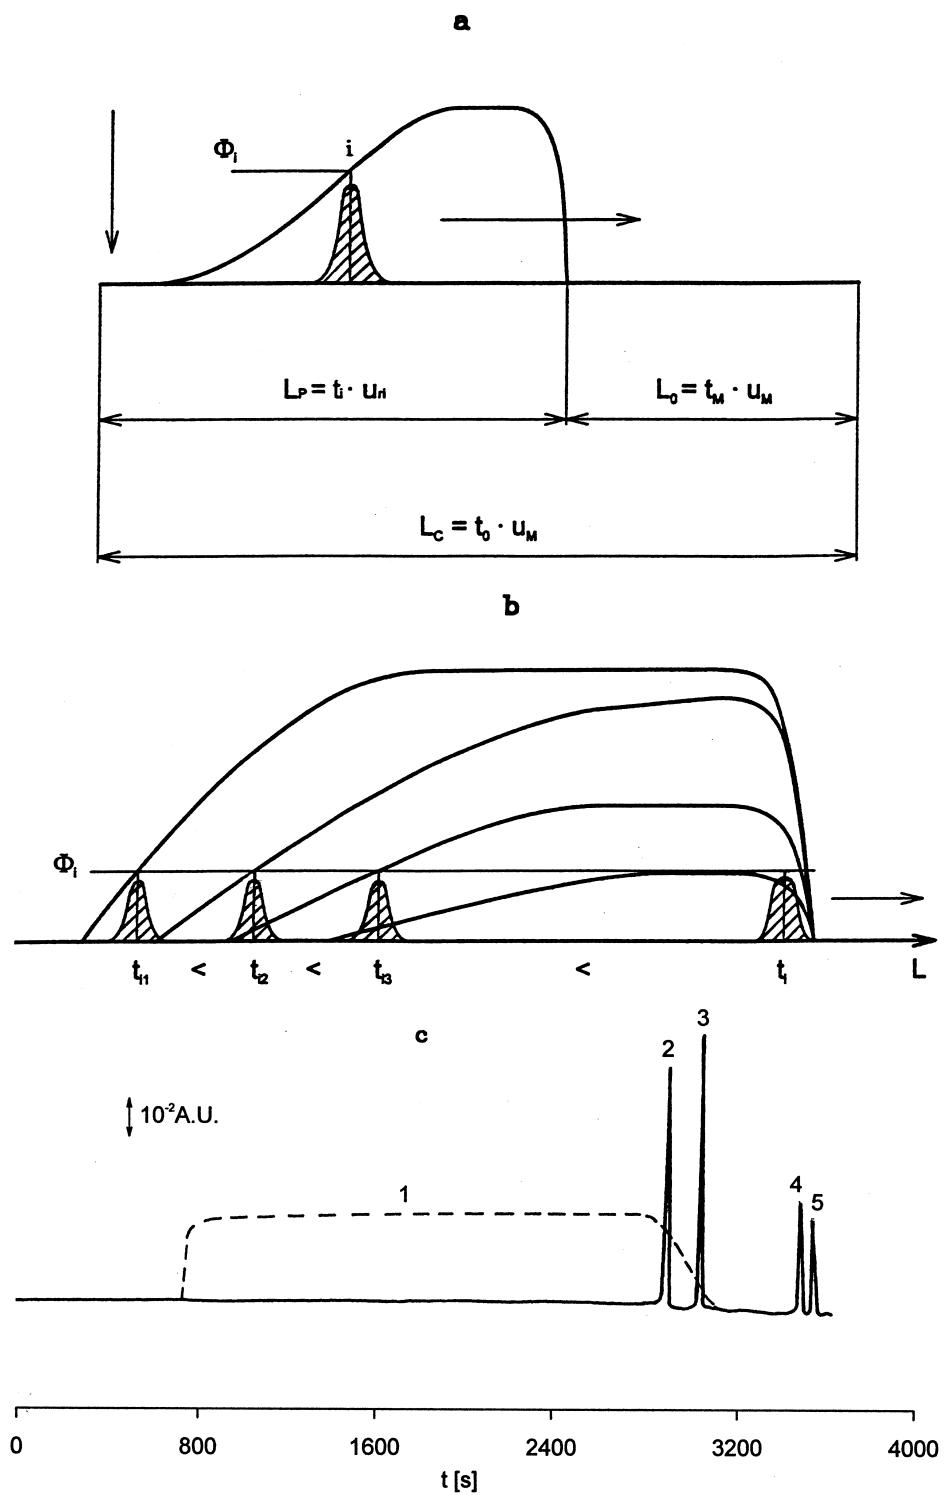 a
Φi
i
LP = ti · uri
L0 = tM · uM
LC = t0 · uM
b
Φi
ti1 < ti2 < ti3 < ti L
c
3
2
10-2A.U.
1
4
5
0 800 1600 2400 3200 4000
t [s]